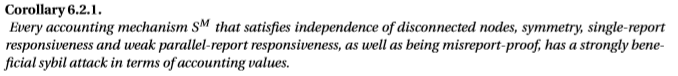 Corollary 6.2.1.
Every accounting mechanism S^M that satisfies independence of disconnected nodes, symmetry, single-report
responsiveness and weak parallel-report responsiveness, as well as being misreport-proof, has a strongly bene-
ficial sybil attack in terms of accounting values.